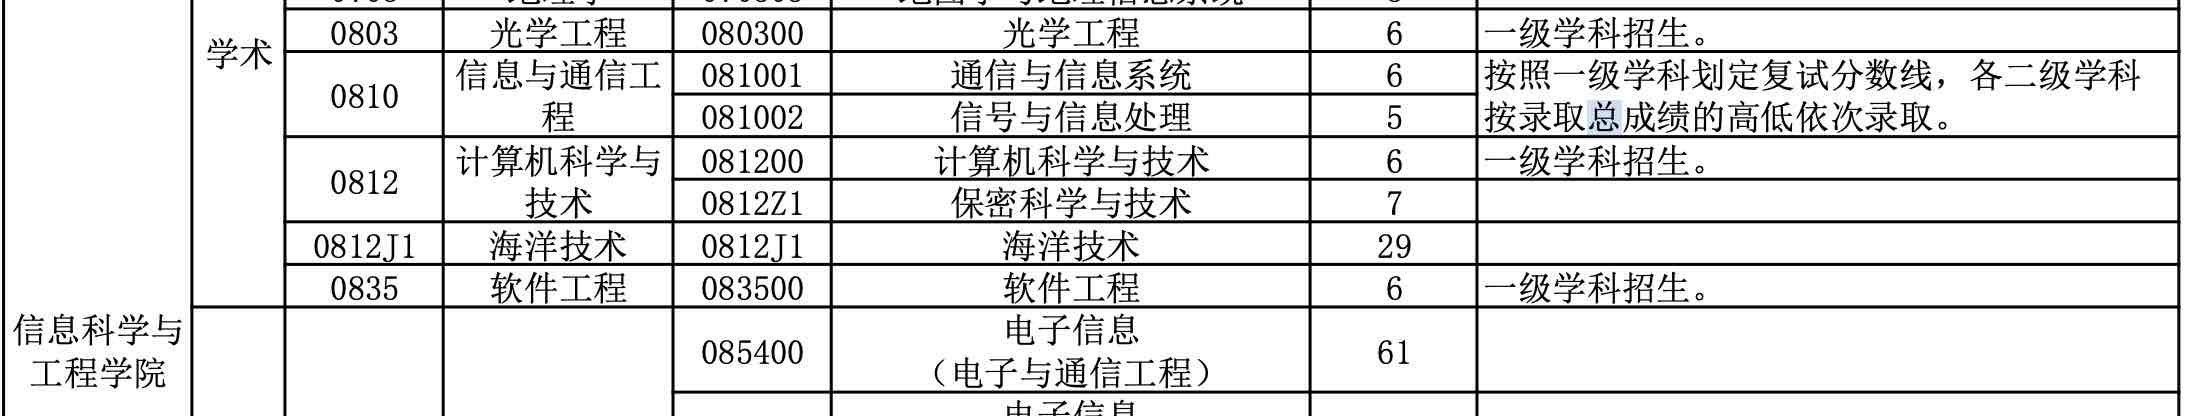 学术
0803 光学工程 080300 光学工程 6 一级学科招生。
0810 信息与通信工程 081001 通信与信息系统 6 按照一级学科划定复试分数线，各二级学科
081002 信号与信息处理 5 按录取总成绩的高低依次录取。
0812 计算机科学与技术 081200 计算机科学与技术 6 一级学科招生。
0812Z1 保密科学与技术 7
0812J1 海洋技术 0812J1 海洋技术 29
0835 软件工程 083500 软件工程 6 一级学科招生。
信息科学与
工程学院
085400 电子信息 61
（电子与通信工程）
电子信息